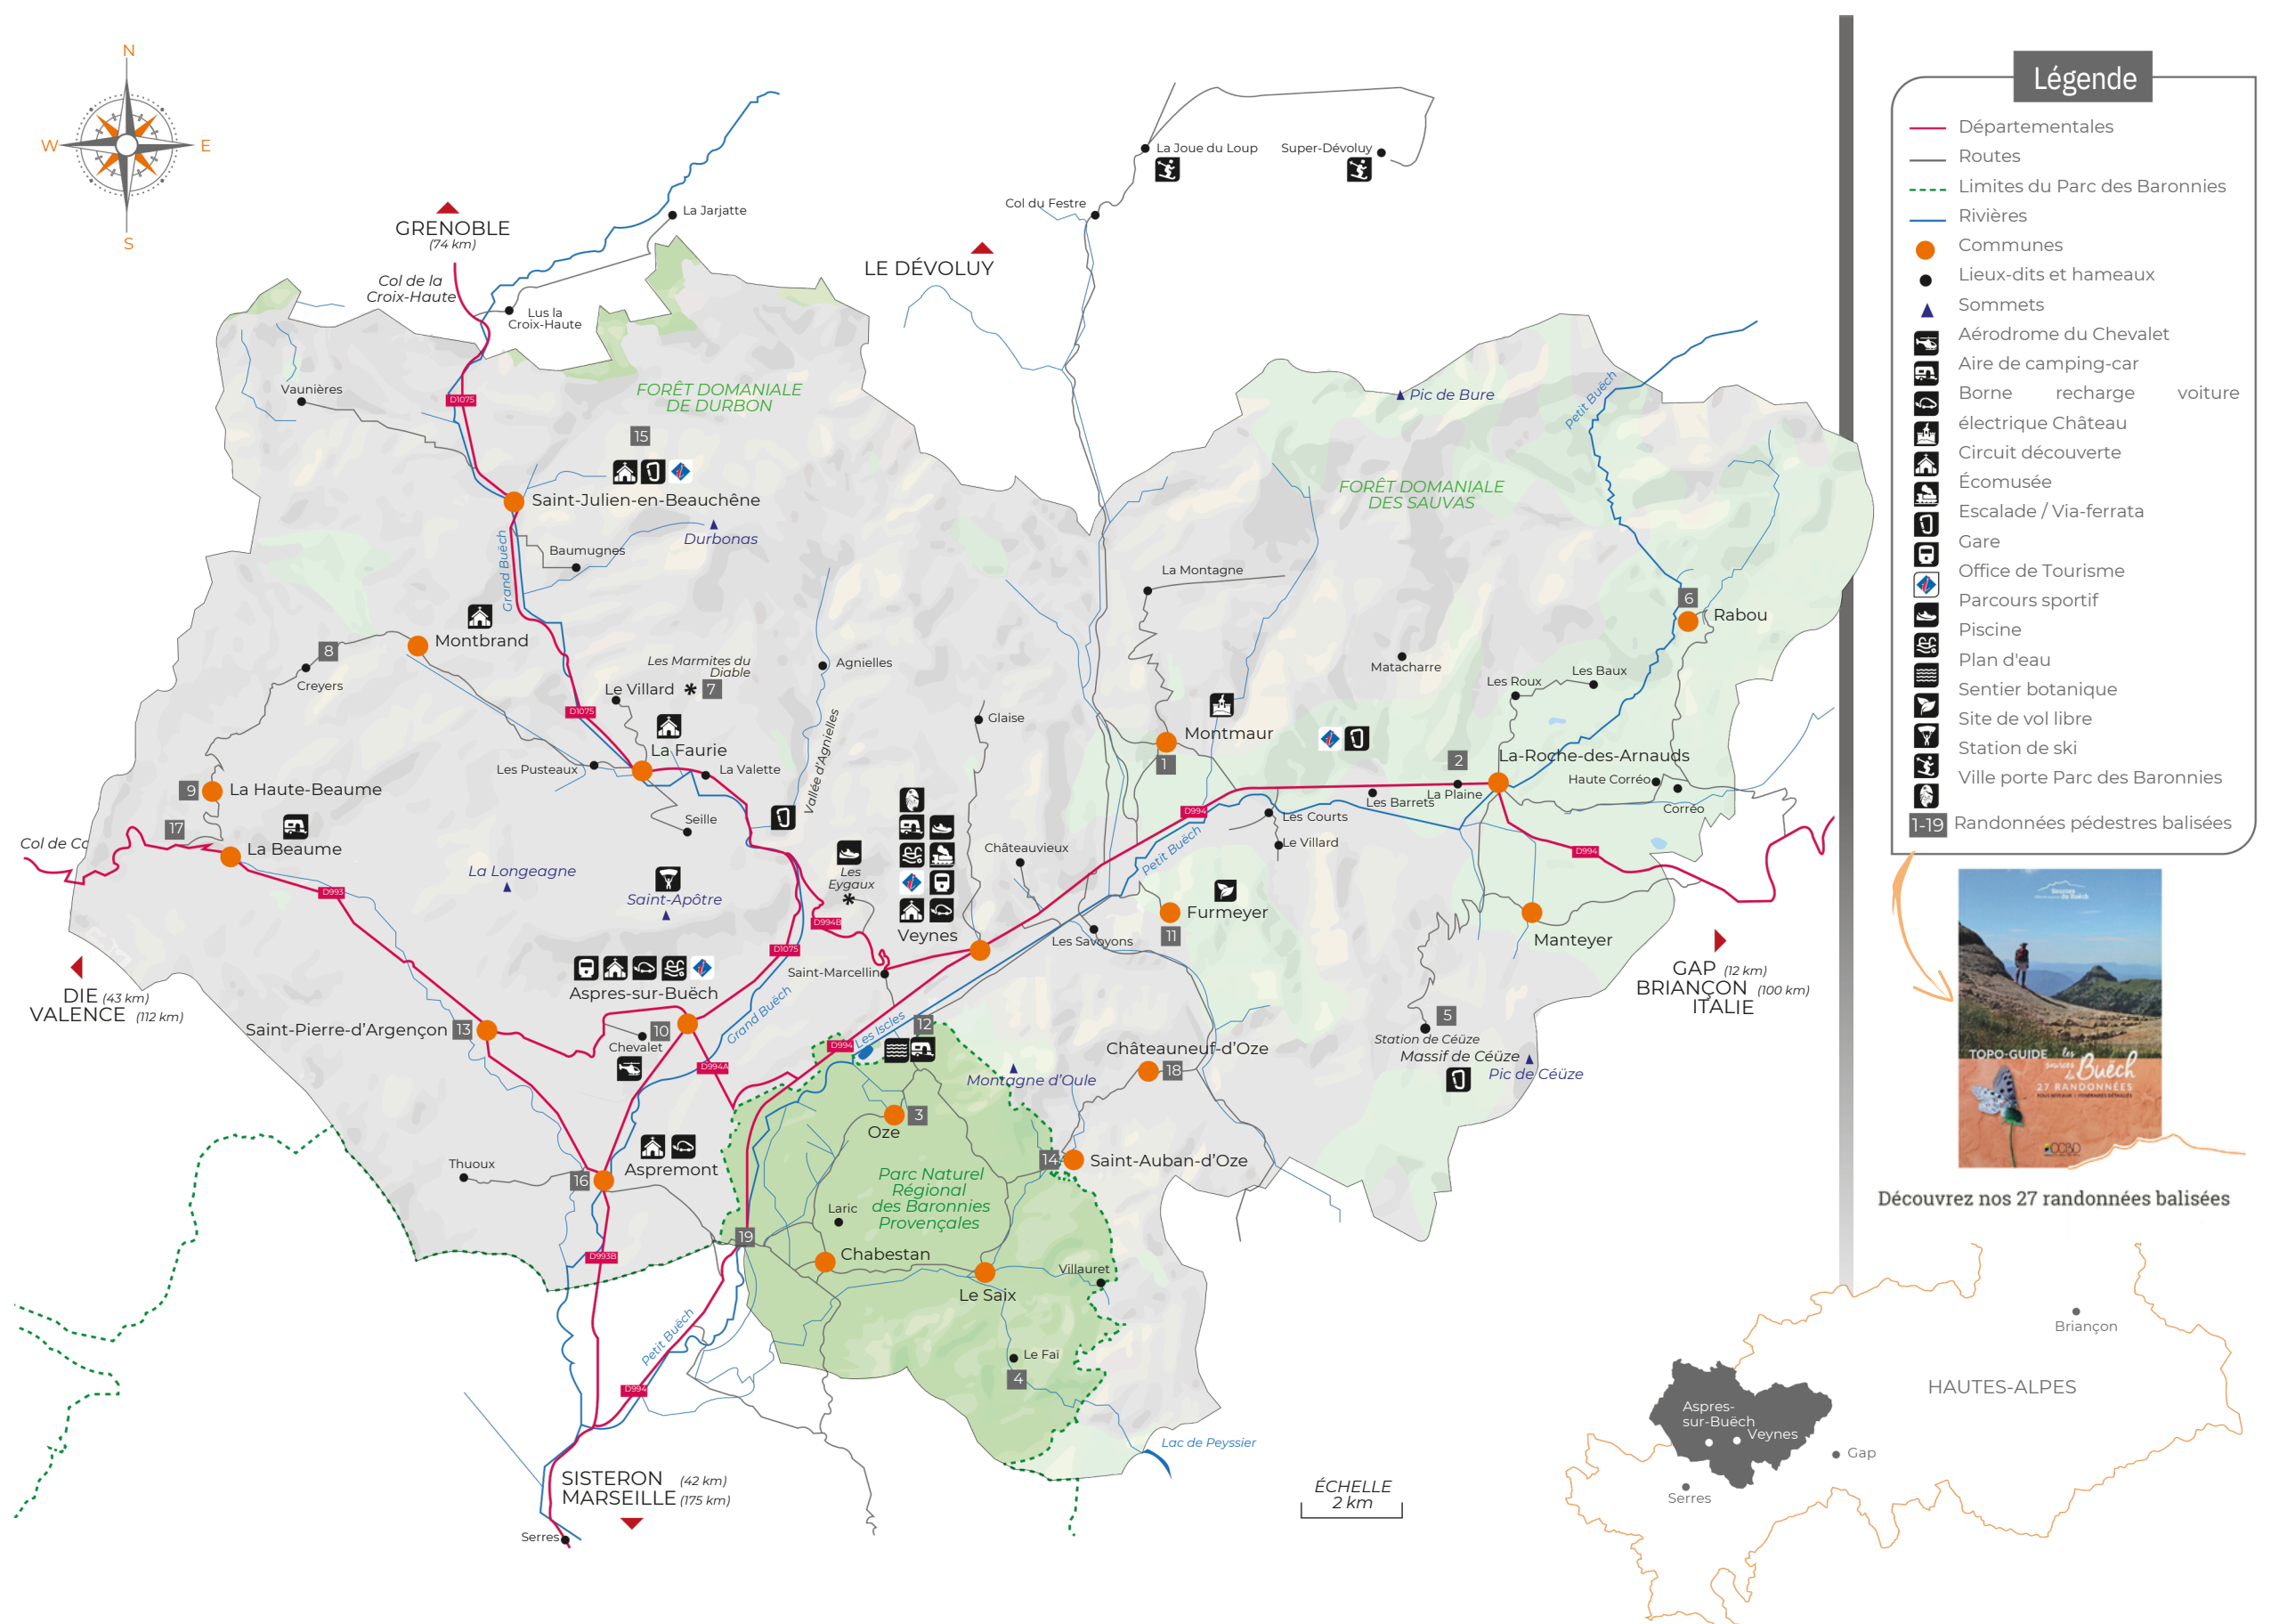 N
W
E
S
GRENOBLE
(74 km)
Col de la
Croix-Haute
Lus la
Croix-Haute
La Jarjatte
LE DÉVOLUY
Col du Festre
La Joue du Loup
Super-Dévoluy
Vaunières
D1075
FORÊT DOMANIALE
DE DURBON
15
Saint-Julien-en-Beauchêne
Durbonas
Baumugnes
Grand Buëch
Pic de Bure
Petit Buëch
FORÊT DOMANIALE
DES SAUVAS
La Montagne
6
Rabou
Montbrand
8
Creyers
Les Marmites du
Diable
Le Villard
7
Agnielles
D1075
La Faurie
Les Pusteaux
La Valette
Vallée d'Agnielles
Seille
Glaise
Montmaur
1
Matacharre
Les Roux
Les Baux
2
La-Roche-des-Arnauds
La Plaine
Les Barrets
Haute Corréo
Corréo
D994
Les Courts
Le Villard
D994
9
La Haute-Beaume
17
La Beaume
Col de Ca
D993
La Longeagne
Saint-Apôtre
Les
Eygaux
D994B
D1075
Châteauvieux
Petit Buëch
Veynes
Furmeyer
11
Les Savoyons
Manteyer
DIE (43 km)
VALENCE (112 km)
Saint-Marcellin
Aspres-sur-Buëch
Saint-Pierre-d’Argençon
13
10
Chevalet
Grand Buëch
D994A
D994
Les Iscles
12
GAP (12 km)
BRIANÇON (100 km)
ITALIE
5
Station de Céüze
Massif de Céüze
Pic de Céüze
Châteauneuf-d’Oze
18
Montagne d’Oule
Oze
3
Aspremont
16
Thuoux
14
Saint-Auban-d’Oze
Parc Naturel
Régional
des Baronnies
Provençales
Laric
19
Chabestan
Le Saix
Villauret
D993B
Petit Buëch
Le Faï
4
D994
Lac de Peyssier
SISTERON (42 km)
MARSEILLE (175 km)
Serres
ÉCHELLE
2 km
Légende
Départementales
Routes
Limites du Parc des Baronnies
Rivières
Communes
Lieux-dits et hameaux
Sommets
Aérodrome du Chevalet
Aire de camping-car
Borne recharge voiture
électrique Château
Circuit découverte
Écomusée
Escalade / Via-ferrata
Gare
Office de Tourisme
Parcours sportif
Piscine
Plan d'eau
Sentier botanique
Site de vol libre
Station de ski
Ville porte Parc des Baronnies
1-19 Randonnées pédestres balisées
TOPO-GUIDE
les
sources
du
Buëch
27 RANDONNÉES
Découvrez nos 27 randonnées balisées
Briançon
HAUTES-ALPES
Aspres-
sur-Buëch
Veynes
Gap
Serres